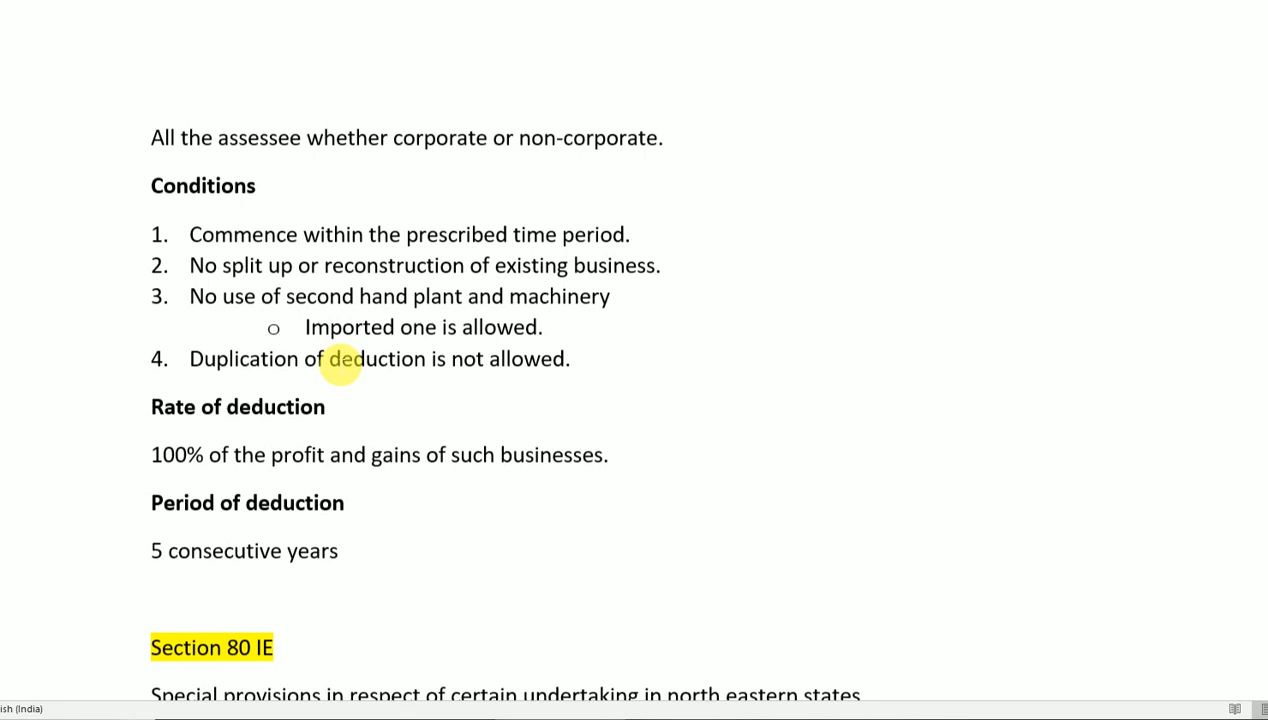 All the assessee whether corporate or non-corporate.
Conditions
1. Commence within the prescribed time period.
2. No split up or reconstruction of existing business.
3. No use of second hand plant and machinery
o Imported one is allowed.
4. Duplication of deduction is not allowed.
Rate of deduction
100% of the profit and gains of such businesses.
Period of deduction
5 consecutive years
Section 80 IE
Special provisions in respect of certain undertaking in north eastern states
ish (India)